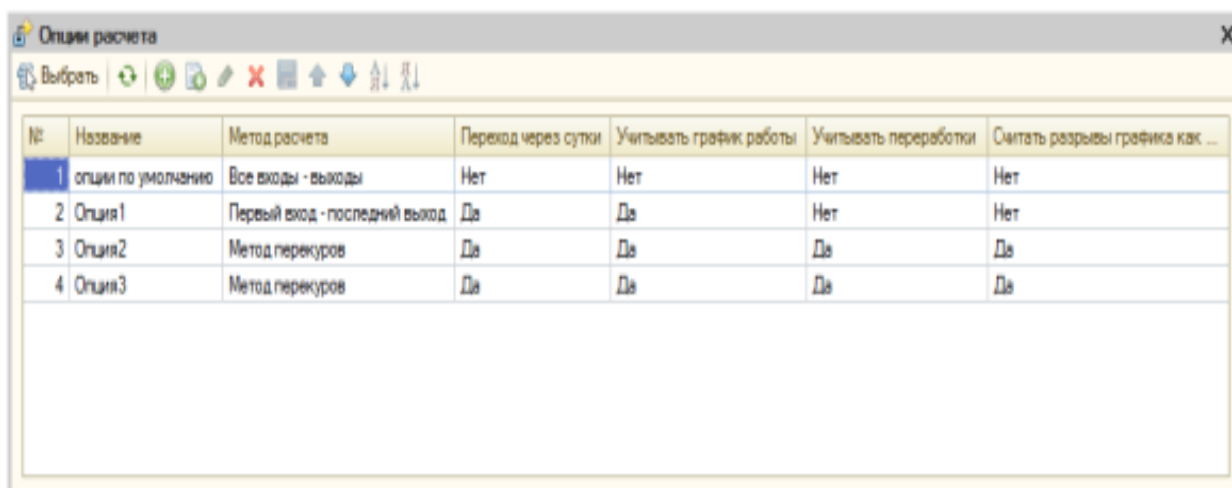 Опции расчета
Выбрать
№ Название Метод расчета Переход через сутки Учитывать график работы Учитывать переработки Считать разрывы графика как ...
1 опции по умолчанию Все входы - выходы Нет Нет Нет Нет
2 Опция1 Первый вход - последний выход Да Да Нет Нет
3 Опция2 Метод перекуров Да Да Да Да
4 Опция3 Метод перекуров Да Да Да Да